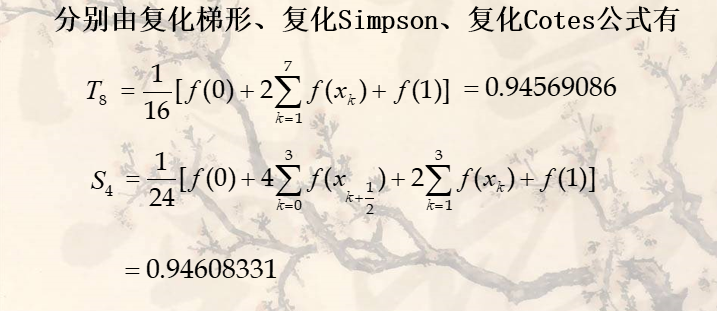 分别由复化梯形、复化Simpson、复化Cotes公式有
T_8 = \frac{1}{16}[f(0) + 2\sum_{k=1}^{7} f(x_k) + f(1)] = 0.94569086
S_4 = \frac{1}{24}[f(0) + 4\sum_{k=0}^{3} f(x_{k+\frac{1}{2}}) + 2\sum_{k=1}^{3} f(x_k) + f(1)]
= 0.94608331